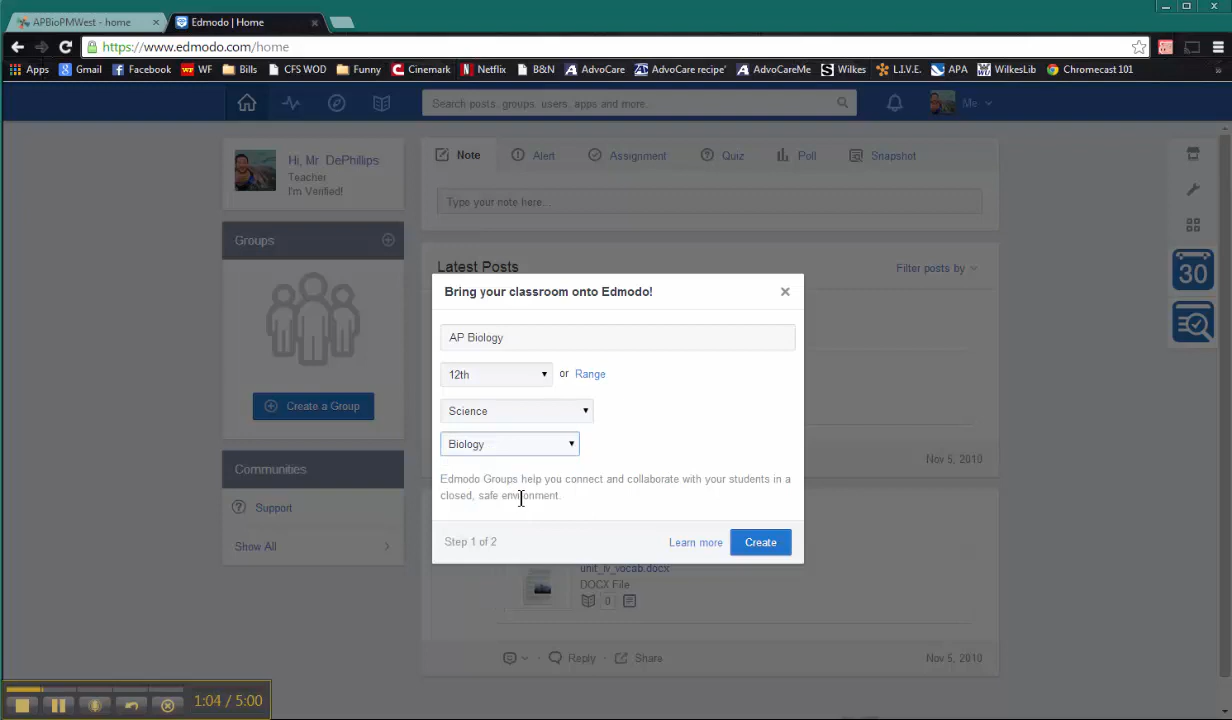 APBioPMWest - home
Edmodo | Home
https://www.edmodo.com/home
Apps Gmail Facebook WF Bills CFS WOD Funny Cinemark Netflix B&N AdvoCare AdvoCare recipe' AdvoCareMe Wilkes L.I.V.E. APA WilkesLib Chromecast 101 »
Search posts, groups, users, apps and more..
Me
Hi, Mr DePhillips
Teacher
I'm Verified!
Note Alert Assignment Quiz Poll Snapshot
Type your note here...
Groups
Latest Posts
Filter posts by
30
Bring your classroom onto Edmodo!
AP Biology
12th or Range
Science
Biology
Create a Group
Edmodo Groups help you connect and collaborate with your students in a
closed, safe environment.
Nov 5, 2010
Communities
Support
Show All
Step 1 of 2 Learn more Create
unit_iv_vocab.docx
DOCX File
0
Reply Share Nov 5, 2010
1:04 / 5:00